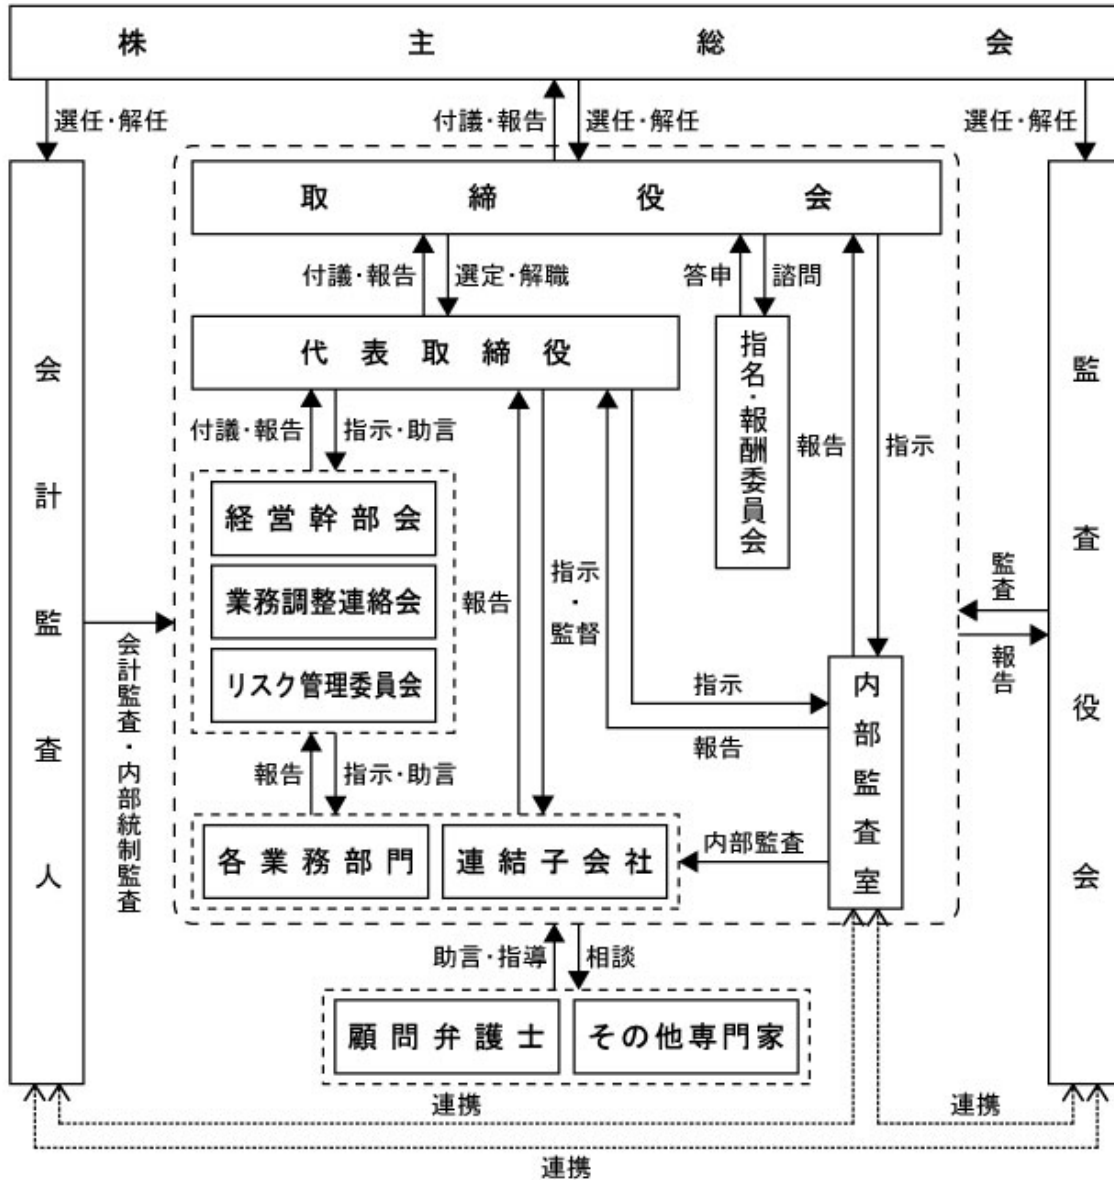 株主総会
選任・解任
付議・報告
選任・解任
選任・解任
取締役会
付議・報告
選定・解職
答申
諮問
代表取締役
指名・報酬委員会
会計監査人
監査役会
付議・報告
指示・助言
報告
指示
経営幹部会
業務調整連絡会
リスク管理委員会
報告
指示・監督
監査
報告
会計監査・内部統制監査
指示
報告
内部監査室
報告
指示・助言
各業務部門
連結子会社
内部監査
助言・指導
相談
顧問弁護士
その他専門家
連携
連携
連携